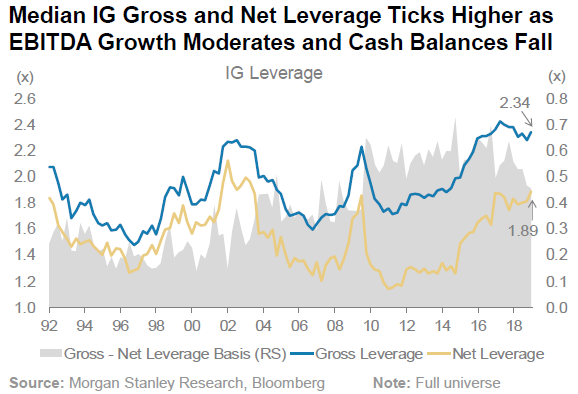 Median IG Gross and Net Leverage Ticks Higher as
EBITDA Growth Moderates and Cash Balances Fall
(x) IG Leverage (x)
2.6 0.8
2.4 2.34 0.7
2.2 0.6
2.0 0.5
1.8 0.4
1.89
1.6 0.3
1.4 0.2
1.2 0.1
1.0 0.0
92 94 96 98 00 02 04 06 08 10 12 14 16 18
Gross - Net Leverage Basis (RS) Gross Leverage Net Leverage
Source: Morgan Stanley Research, Bloomberg Note: Full universe